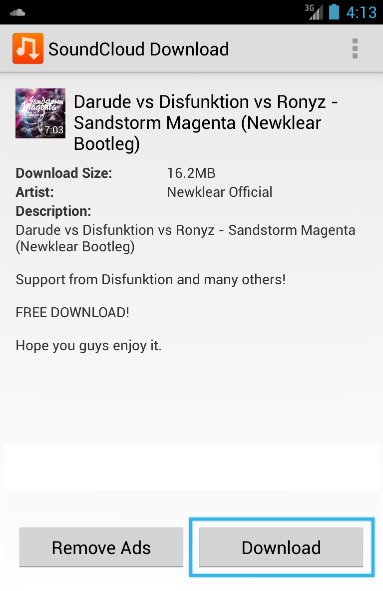 3G 4:13
SoundCloud Download
Sandstorm
Magenta
7:03
Darude vs Disfunktion vs Ronyz -
Sandstorm Magenta (Newklear
Bootleg)
Download Size: 16.2MB
Artist: Newklear Official
Description:
Darude vs Disfunktion vs Ronyz - Sandstorm Magenta
(Newklear Bootleg)
Support from Disfunktion and many others!
FREE DOWNLOAD!
Hope you guys enjoy it.
Remove Ads Download